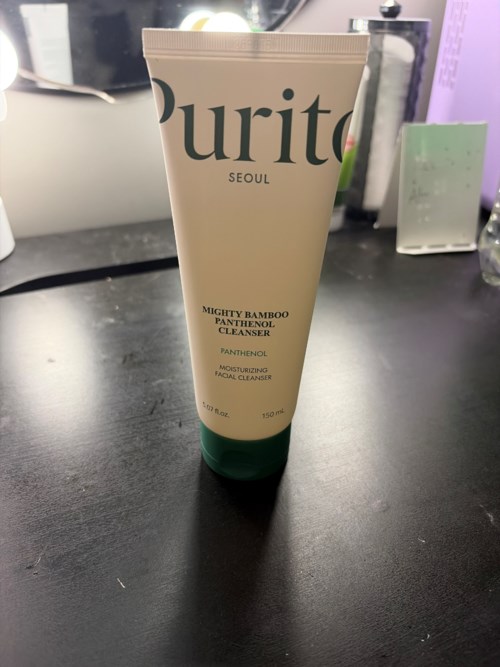 Purito
SEOUL
MIGHTY BAMBOO
PANTHENOL
CLEANSER
PANTHENOL
MOISTURIZING
FACIAL CLEANSER
5.07 fl.oz. 150 mL